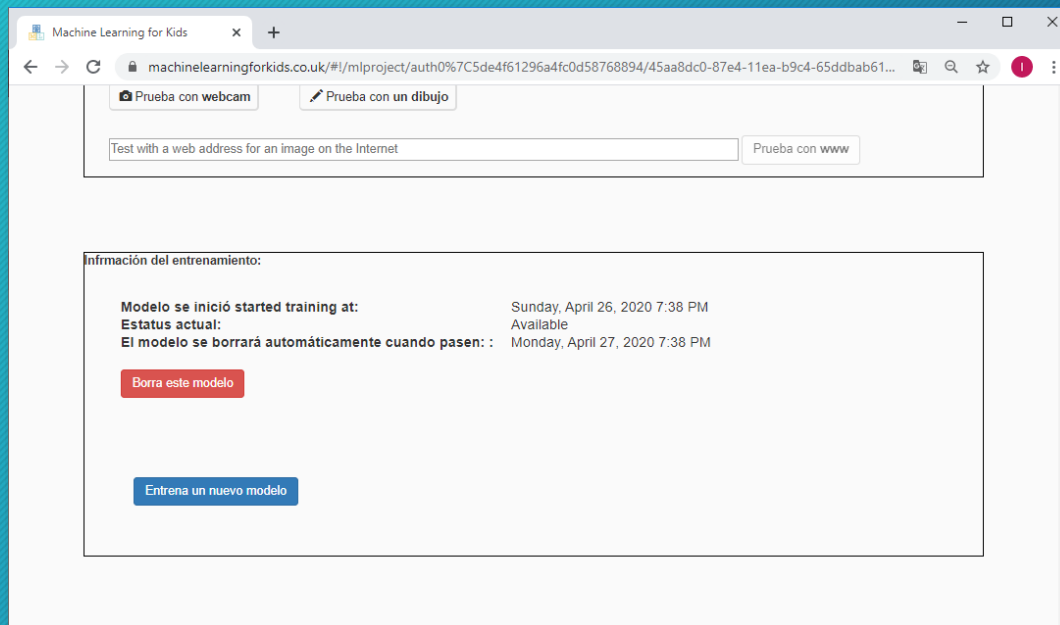 Machine Learning for Kids
machinelearningforkids.co.uk/#!/mlproject/auth0%7C5de4f61296a4fc0d58768894/45aa8dc0-87e4-11ea-b9c4-65ddbab61...
I
Prueba con webcam Prueba con un dibujo
Test with a web address for an image on the Internet Prueba con www
Infrmación del entrenamiento:
Modelo se inició started training at: Sunday, April 26, 2020 7:38 PM
Estatus actual: Available
El modelo se borrará automáticamente cuando pasen: : Monday, April 27, 2020 7:38 PM
Borra este modelo
Entrena un nuevo modelo